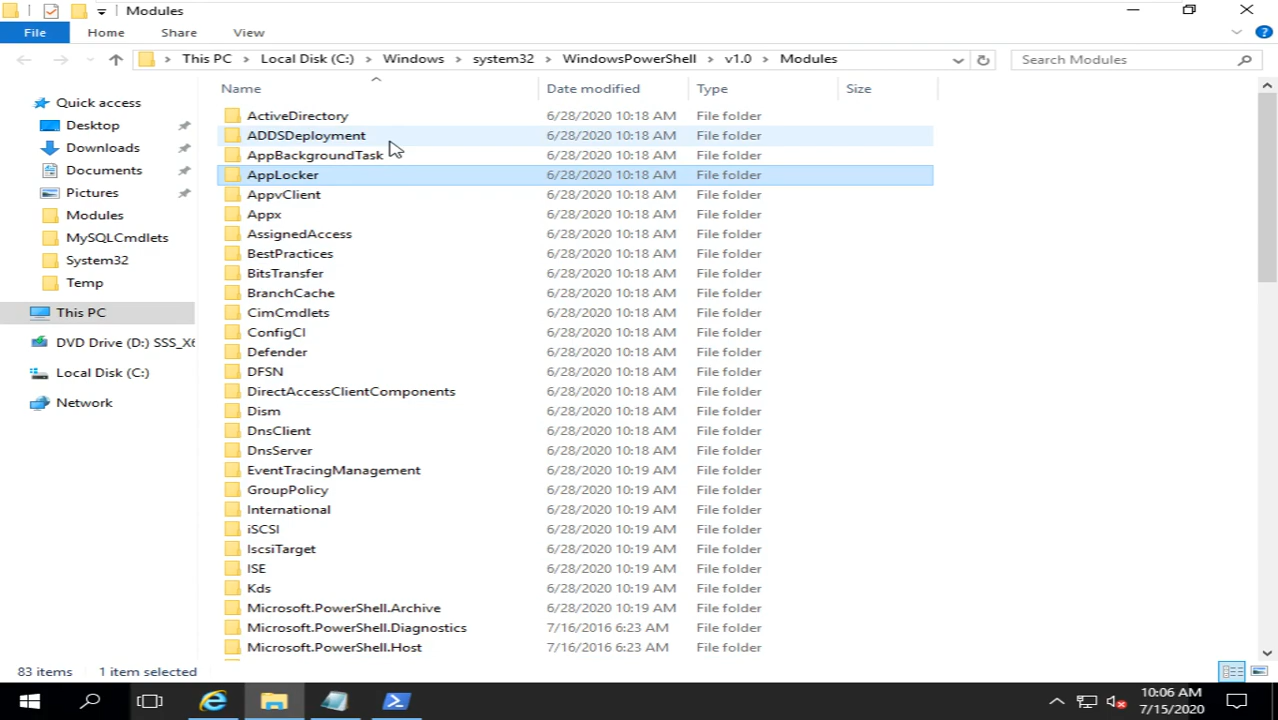 Modules
File Home Share View
This PC Local Disk (C:) Windows system32 WindowsPowerShell v1.0 Modules Search Modules
Name Date modified Type Size
Quick access
Desktop
Downloads
Documents
Pictures
Modules
MySQLCmdlets
System32
Temp
This PC
DVD Drive (D:) SSS_X6
Local Disk (C:)
Network
ActiveDirectory 6/28/2020 10:18 AM File folder
ADDSDeployment 6/28/2020 10:18 AM File folder
AppBackgroundTask 6/28/2020 10:18 AM File folder
AppLocker 6/28/2020 10:18 AM File folder
AppvClient 6/28/2020 10:18 AM File folder
Appx 6/28/2020 10:18 AM File folder
AssignedAccess 6/28/2020 10:18 AM File folder
BestPractices 6/28/2020 10:18 AM File folder
BitsTransfer 6/28/2020 10:18 AM File folder
BranchCache 6/28/2020 10:18 AM File folder
CimCmdlets 6/28/2020 10:18 AM File folder
ConfigCI 6/28/2020 10:18 AM File folder
Defender 6/28/2020 10:18 AM File folder
DFSN 6/28/2020 10:18 AM File folder
DirectAccessClientComponents 6/28/2020 10:18 AM File folder
Dism 6/28/2020 10:18 AM File folder
DnsClient 6/28/2020 10:18 AM File folder
DnsServer 6/28/2020 10:18 AM File folder
EventTracingManagement 6/28/2020 10:19 AM File folder
GroupPolicy 6/28/2020 10:19 AM File folder
International 6/28/2020 10:19 AM File folder
iSCSI 6/28/2020 10:19 AM File folder
IscsiTarget 6/28/2020 10:19 AM File folder
ISE 6/28/2020 10:19 AM File folder
Kds 6/28/2020 10:19 AM File folder
Microsoft.PowerShell.Archive 6/28/2020 10:19 AM File folder
Microsoft.PowerShell.Diagnostics 7/16/2016 6:23 AM File folder
Microsoft.PowerShell.Host 7/16/2016 6:23 AM File folder
83 items 1 item selected
10:06 AM
7/15/2020